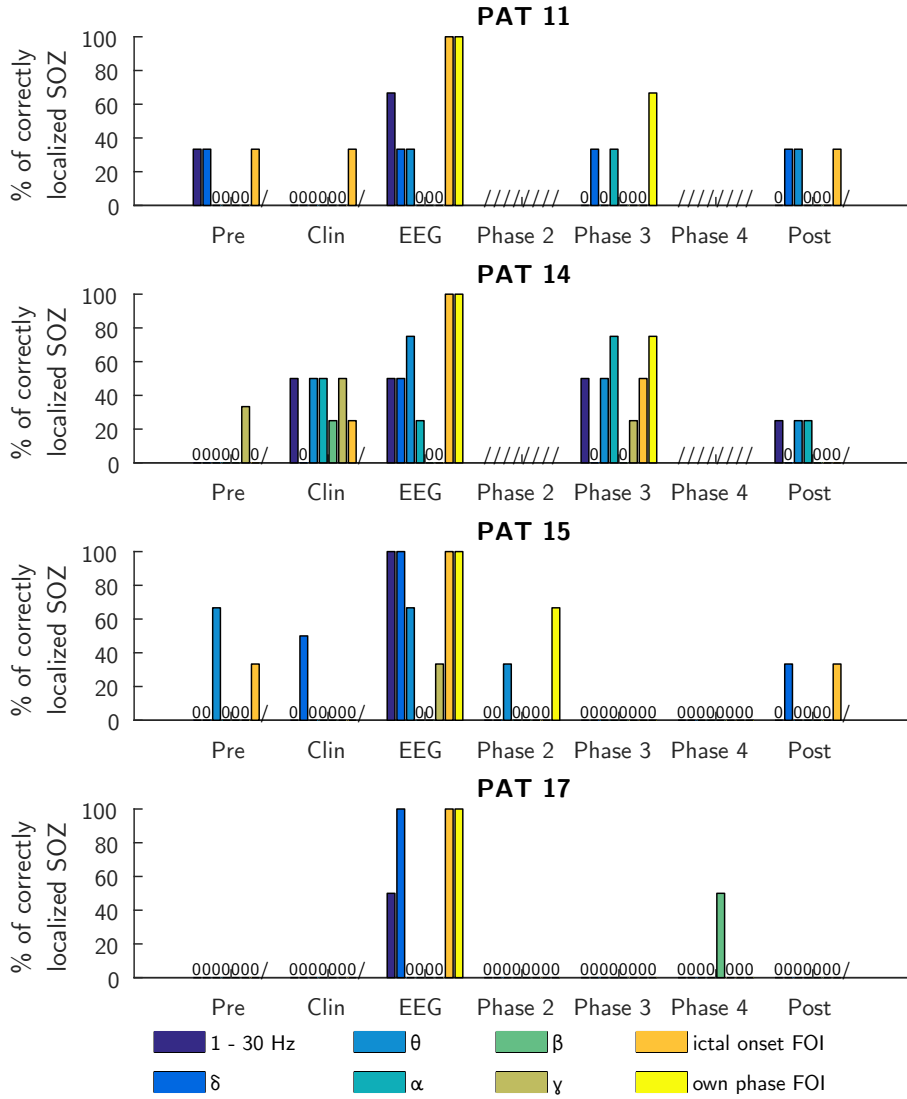 PAT 11
% of correctly
localized SOZ
100
80
60
40
20
0
0000 / 000000 / 000 //////// 0 0 000 //////// 0 000 /
Pre Clin EEG Phase 2 Phase 3 Phase 4 Post
PAT 14
% of correctly
localized SOZ
100
80
60
40
20
0
00000 0 / 0 / 00 //////// 0 0 //////// 0 000 /
Pre Clin EEG Phase 2 Phase 3 Phase 4 Post
PAT 15
% of correctly
localized SOZ
100
80
60
40
20
0
00 000 / 0 00000 / 00 00 0000 00000000 00000000 0 0000 /
Pre Clin EEG Phase 2 Phase 3 Phase 4 Post
PAT 17
% of correctly
localized SOZ
100
80
60
40
20
0
0000000 / 0000000 / 0000 00000000 00000000 0000 000 0000000 /
Pre Clin EEG Phase 2 Phase 3 Phase 4 Post
1 - 30 Hz θ β ictal onset FOI
δ α γ own phase FOI